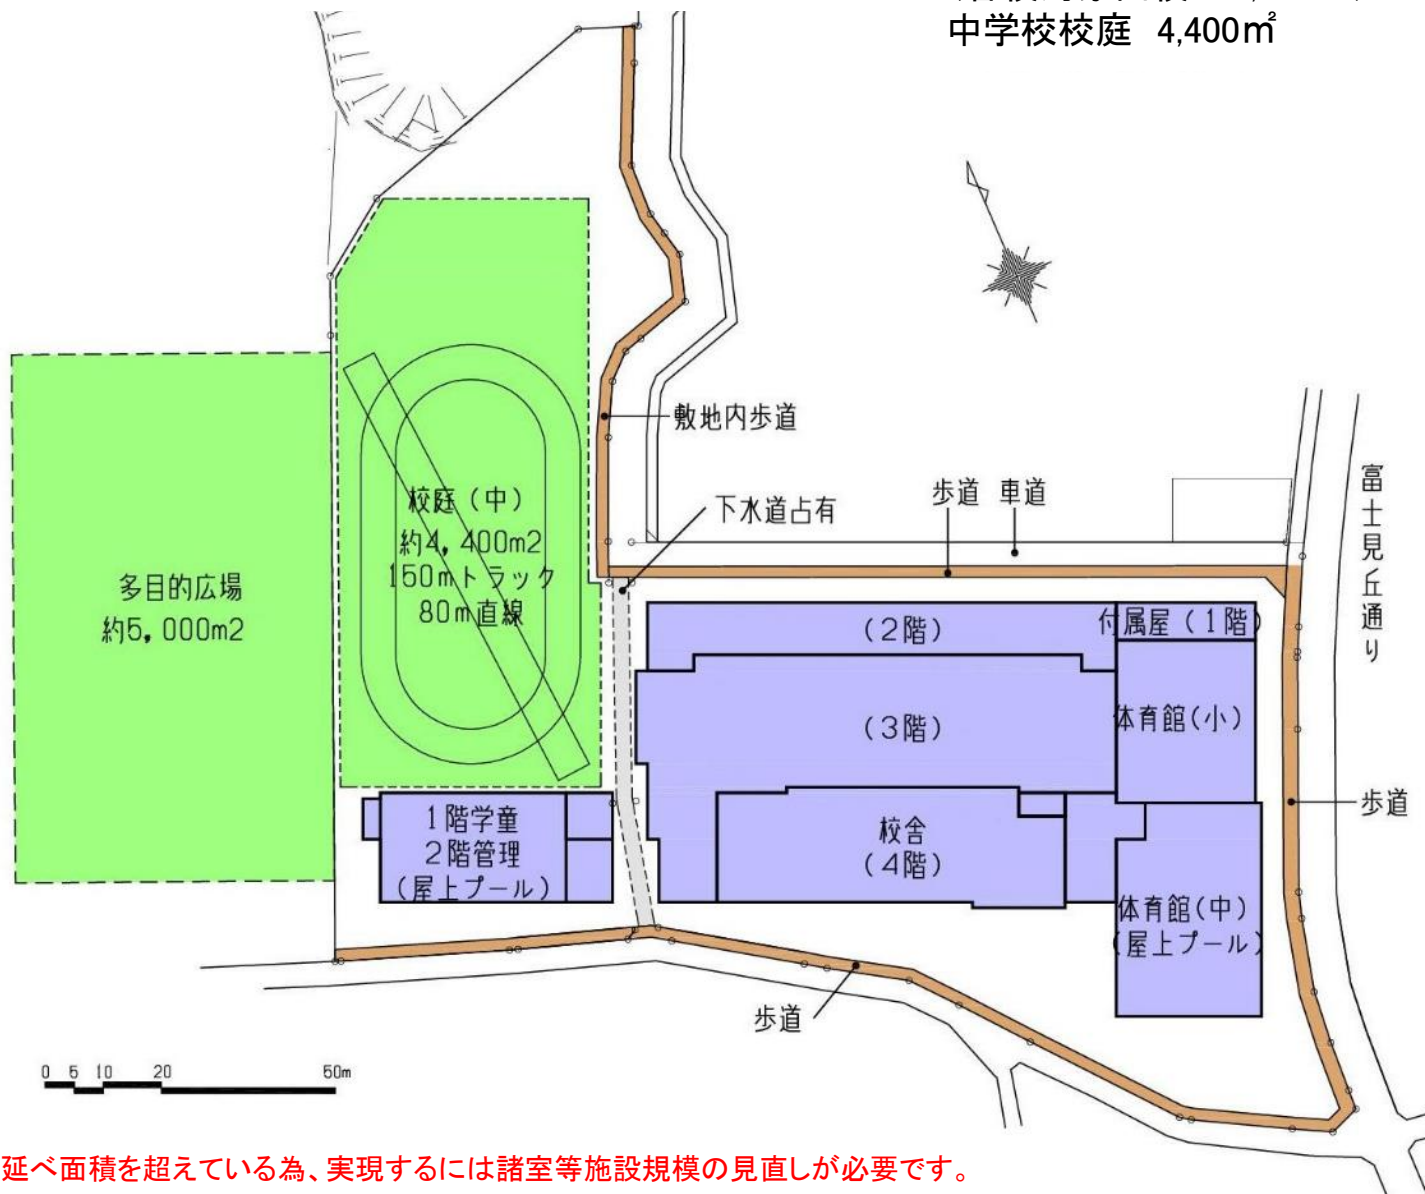 中学校校庭 4,400㎡
敷地内歩道
下水道占有
歩道
車道
富士見丘通り
校庭(中)
約4,400m2
150mトラック
80m直線
多目的広場
約5,000m2
(2階)
付属屋(1階)
(3階)
体育館(小)
歩道
1階学童
2階管理
(屋上プール)
校舎
(4階)
体育館(中)
(屋上プール)
歩道
0 5 10 20 50m
延べ面積を超えている為、実現するには諸室等施設規模の見直しが必要です。